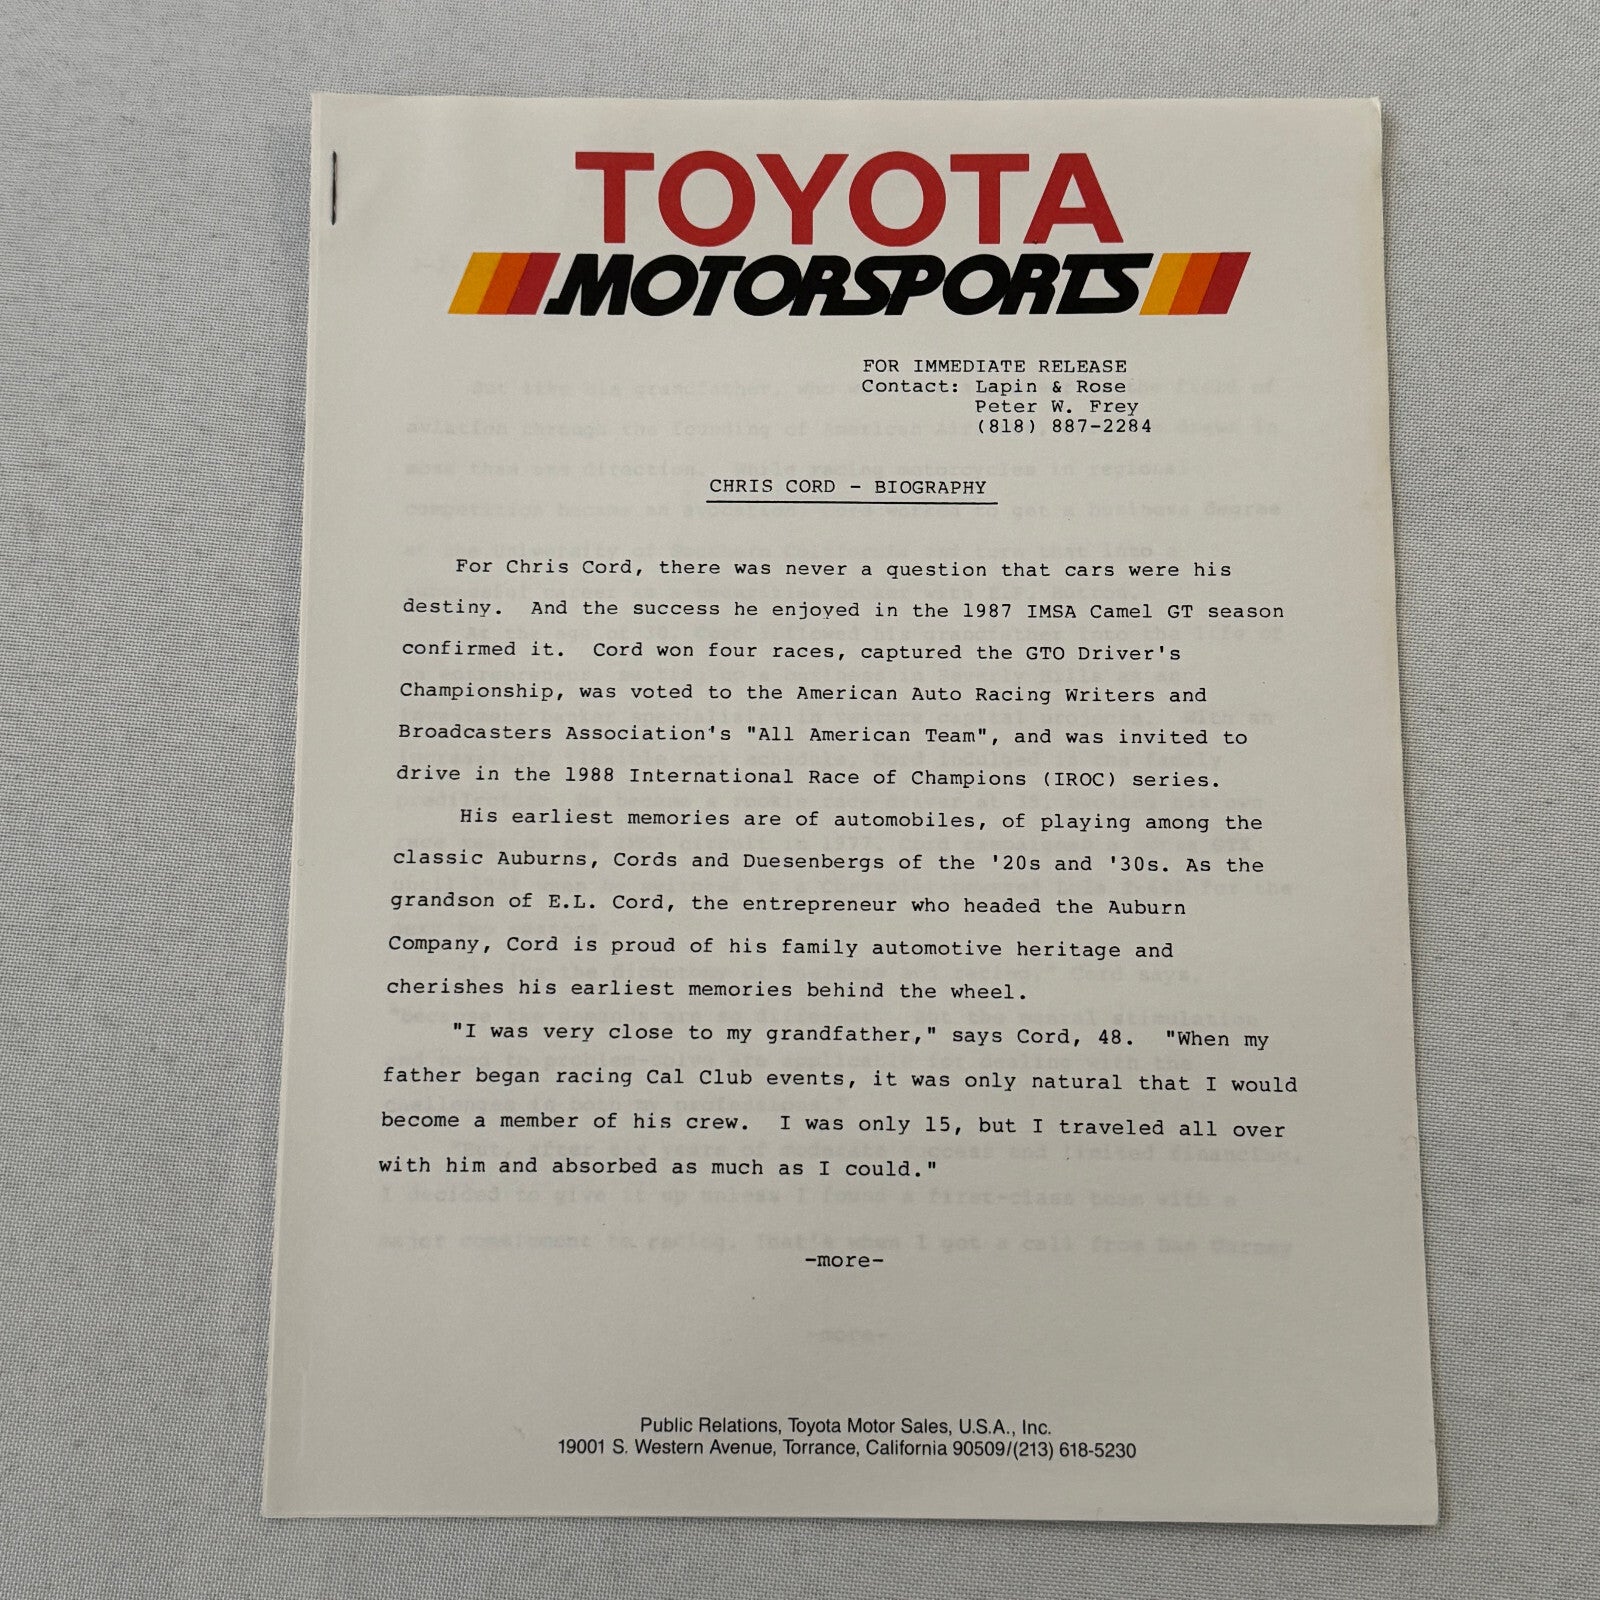 TOYOTA
MOTORSPORTS
FOR IMMEDIATE RELEASE
Contact: Lapin & Rose
Peter W. Frey
(818) 887-2284
CHRIS CORD - BIOGRAPHY
For Chris Cord, there was never a question that cars were his
destiny. And the success he enjoyed in the 1987 IMSA Camel GT season
confirmed it. Cord won four races, captured the GTO Driver's
Championship, was voted to the American Auto Racing Writers and
Broadcasters Association's "All American Team", and was invited to
drive in the 1988 International Race of Champions (IROC) series.
His earliest memories are of automobiles, of playing among the
classic Auburns, Cords and Duesenbergs of the '20s and '30s. As the
grandson of E.L. Cord, the entrepreneur who headed the Auburn
Company, Cord is proud of his family automotive heritage and
cherishes his earliest memories behind the wheel.
"I was very close to my grandfather," says Cord, 48. "When my
father began racing Cal Club events, it was only natural that I would
become a member of his crew. I was only 15, but I traveled all over
with him and absorbed as much as I could."
-more-
Public Relations, Toyota Motor Sales, U.S.A., Inc.
19001 S. Western Avenue, Torrance, California 90509/(213) 618-5230